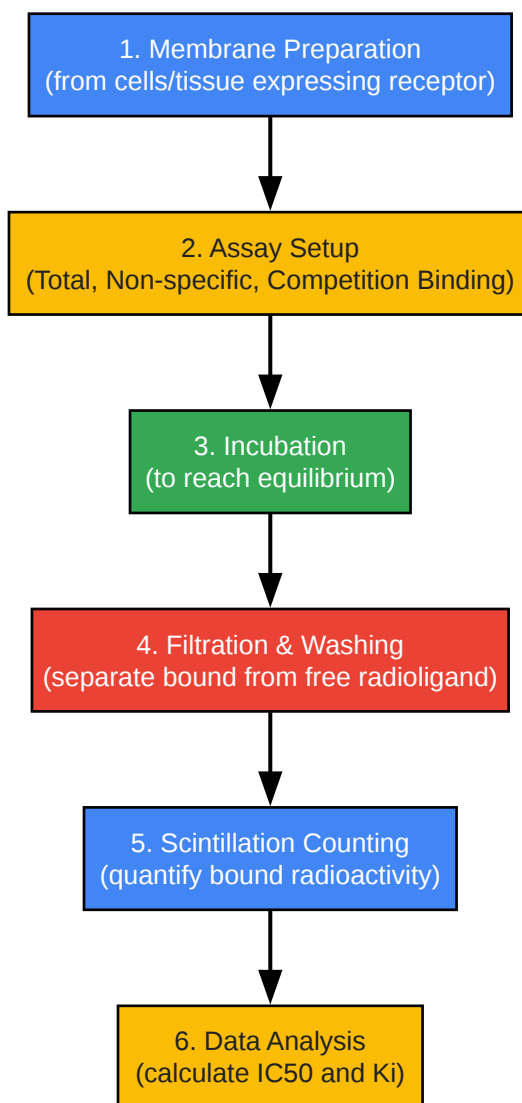 1. Membrane Preparation
(from cells/tissue expressing receptor)
2. Assay Setup
(Total, Non-specific, Competition Binding)
3. Incubation
(to reach equilibrium)
4. Filtration & Washing
(separate bound from free radioligand)
5. Scintillation Counting
(quantify bound radioactivity)
6. Data Analysis
(calculate IC50 and Ki)